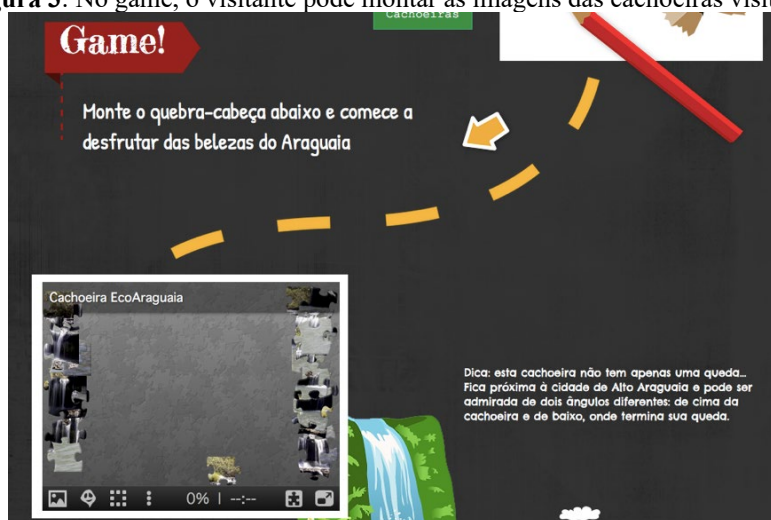 gura 3: No game, o visitante pode montar as imagens das cachoeiras visit
Cachoeiras
Game!
Monte o quebra-cabeça abaixo e comece a
desfrutar das belezas do Araguaia
Cachoeira EcoAraguaia
Dica: esta cachoeira não tem apenas uma queda...
Fica próxima à cidade de Alto Araguaia e pode ser
admirada de dois ângulos diferentes: de cima da
cachoeira e de baixo, onde termina sua queda.
0% | --:--